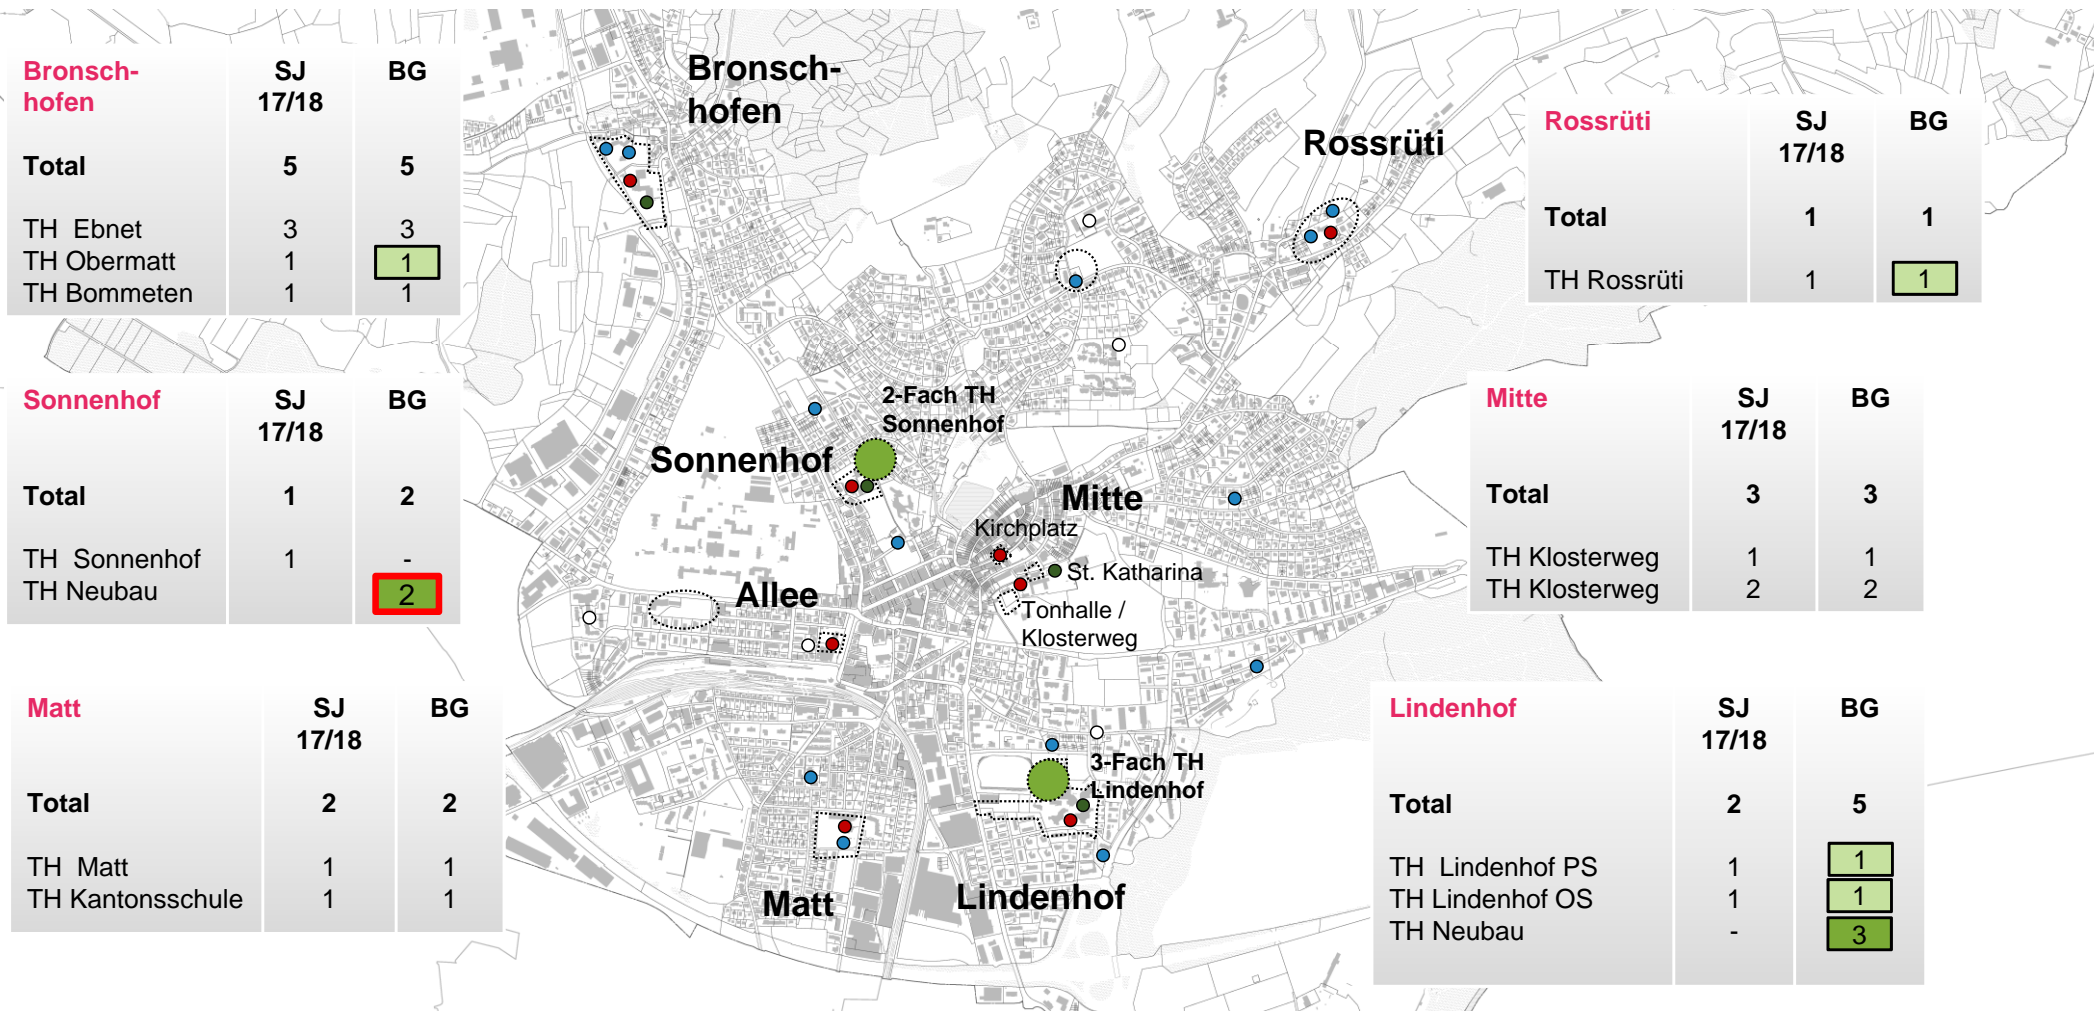 Bronsch-
hofen
SJ
17/18
BG
Total 5 5
TH Ebnet 3 3
TH Obermatt 1 1
TH Bommeten 1 1
Sonnenhof
SJ
17/18
BG
Total 1 2
TH Sonnenhof 1 -
TH Neubau 2
Matt
SJ
17/18
BG
Total 2 2
TH Matt 1 1
TH Kantonsschule 1 1
Bronsch-
hofen
Rossrüti
2-Fach TH
Sonnenhof
Sonnenhof
Mitte
Kirchplatz
St. Katharina
Allee
Tonhalle /
Klosterweg
3-Fach TH
Lindenhof
Matt
Lindenhof
Rossrüti
SJ
17/18
BG
Total 1 1
TH Rossrüti 1 1
Mitte
SJ
17/18
BG
Total 3 3
TH Klosterweg 1 1
TH Klosterweg 2 2
Lindenhof
SJ
17/18
BG
Total 2 5
TH Lindenhof PS 1 1
TH Lindenhof OS 1 1
TH Neubau - 3